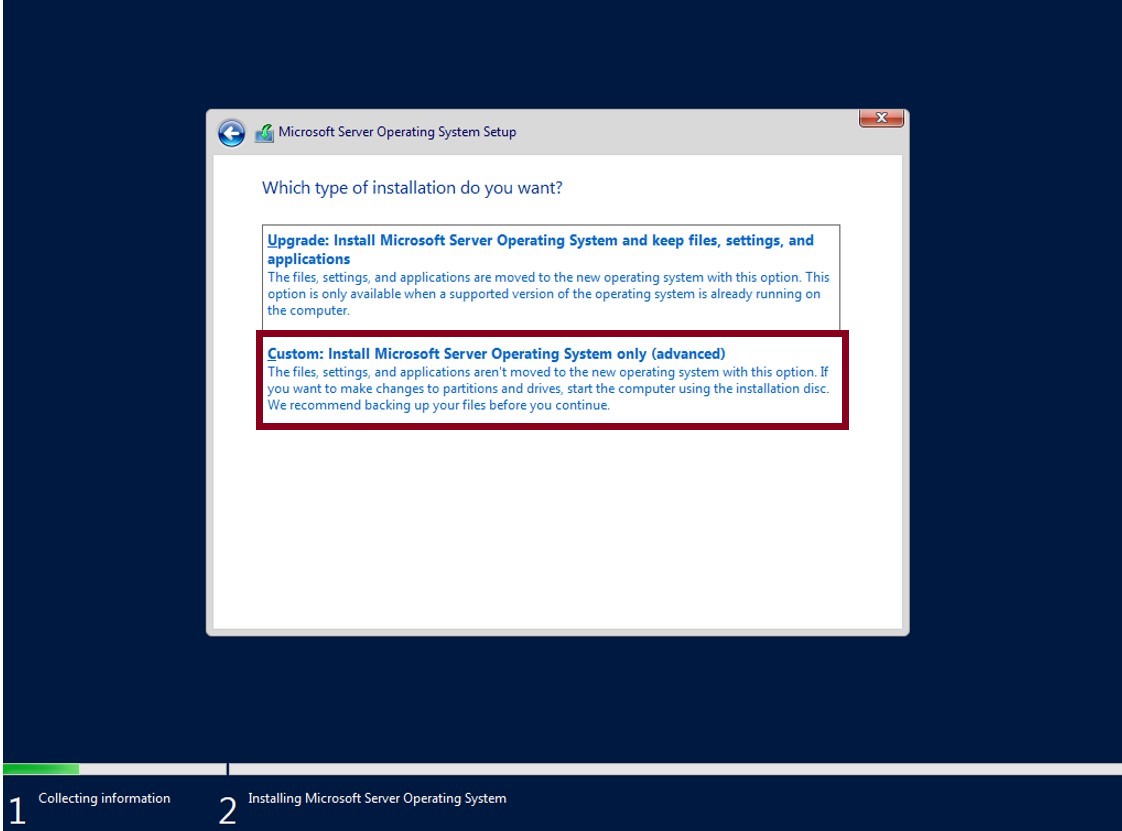 Microsoft Server Operating System Setup
Which type of installation do you want?
Upgrade: Install Microsoft Server Operating System and keep files, settings, and
applications
The files, settings, and applications are moved to the new operating system with this option. This
option is only available when a supported version of the operating system is already running on
the computer.
Custom: Install Microsoft Server Operating System only (advanced)
The files, settings, and applications aren't moved to the new operating system with this option. If
you want to make changes to partitions and drives, start the computer using the installation disc.
We recommend backing up your files before you continue.
1 Collecting information
2 Installing Microsoft Server Operating System